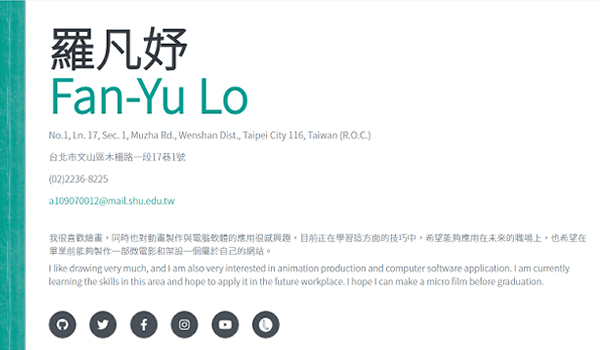 羅凡妤
Fan-Yu Lo
No.1, Ln. 17, Sec. 1, Muzha Rd., Wenshan Dist., Taipei City 116, Taiwan (R.O.C.)
台北市文山區木柵路一段17巷1號
(02)2236-8225
a109070012@mail.shu.edu.tw
我很喜歡繪畫，同時也對動畫製作與電腦軟體的應用很感興趣。目前正在學習這方面的技巧中，希望能夠應用在未來的職場上，也希望在
畢業前能夠製作一部微電影和架設一個屬於自己的網站。
I like drawing very much, and I am also very interested in animation production and computer software application. I am currently
learning the skills in this area and hope to apply it in the future workplace. I hope I can make a micro film before graduation.